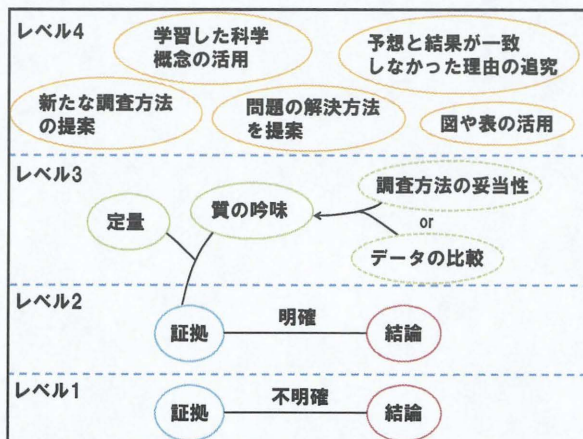 レベル4
学習した科学
概念の活用
予想と結果が一致
しなかった理由の追究
新たな調査方法
の提案
問題の解決方法
を提案
図や表の活用
レベル3
定量
質の吟味
調査方法の妥当性
or
データの比較
レベル2
証拠
明確
結論
レベル1
証拠
不明確
結論